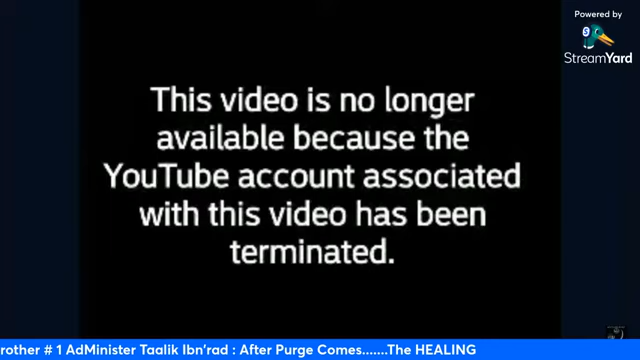 Powered by
StreamYard
This video is no longer
available because the
YouTube account associated
with this video has been
terminated.
rother # 1 AdMinister Taalik Ibn'rad : After Purge Comes.......The HEALING